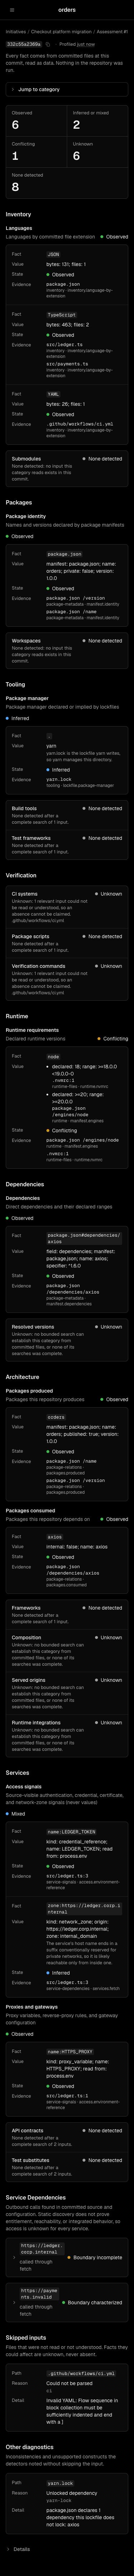 orders
Initiatives / Checkout platform migration / Assessment #1
332c55a2369a Profiled just now
Every fact comes from committed files at this
commit, read as data. Nothing in the repository was
run.
Jump to category
Observed
6
Inferred or mixed
2
Conflicting
1
Unknown
6
None detected
8
Inventory
Languages
Languages by committed file extension Observed
Fact JSON
Value bytes: 131; files: 1
State Observed
Evidence package.json
inventory · inventory.language-by-
extension
Fact TypeScript
Value bytes: 463; files: 2
State Observed
Evidence src/ledger.ts
inventory · inventory.language-by-
extension
src/payments.ts
inventory · inventory.language-by-
extension
Fact YAML
Value bytes: 26; files: 1
State Observed
Evidence .github/workflows/ci.yml
inventory · inventory.language-by-
extension
Submodules None detected
None detected: no input this
category reads exists in this
commit.
Packages
Package identity
Names and versions declared by package manifests
Observed
Fact package.json
Value manifest: package.json; name:
orders; private: false; version:
1.0.0
State Observed
Evidence package.json /version
package-metadata · manifest.identity
package.json /name
package-metadata · manifest.identity
Workspaces None detected
None detected: no input this
category reads exists in this
commit.
Tooling
Package manager
Package manager declared or implied by lockfiles
Inferred
Fact
Value yarn
yarn.lock is the lockfile yarn writes,
so yarn manages this directory.
State Inferred
Evidence yarn.lock
tooling · lockfile.package-manager
Build tools None detected
None detected after a
complete search of 1 input.
Test frameworks None detected
None detected after a
complete search of 1 input.
Verification
CI systems Unknown
Unknown: 1 relevant input could not
be read or understood, so an
absence cannot be claimed.
.github/workflows/ci.yml
Package scripts None detected
None detected after a
complete search of 1 input.
Verification commands Unknown
Unknown: 1 relevant input could not
be read or understood, so an
absence cannot be claimed.
.github/workflows/ci.yml
Runtime
Runtime requirements
Declared runtime versions Conflicting
Fact node
Value declared: 18; range: >=18.0.0
<19.0.0-0
.nvmrc:1
runtime-files · runtime.nvmrc
declared: >=20; range:
>=20.0.0
package.json
/engines/node
runtime · manifest.engines
State Conflicting
Evidence package.json /engines/node
runtime · manifest.engines
.nvmrc:1
runtime-files · runtime.nvmrc
Dependencies
Dependencies
Direct dependencies and their declared ranges
Observed
Fact package.json#dependencies/
axios
Value field: dependencies; manifest:
package.json; name: axios;
specifier: ^1.6.0
State Observed
Evidence package.json
/dependencies/axios
package-metadata ·
manifest.dependencies
Resolved versions Unknown
Unknown: no bounded search can
establish this category from
committed files, or none of its
searches was complete.
Architecture
Packages produced
Packages this repository produces Observed
Fact orders
Value manifest: package.json; name:
orders; published: true; version:
1.0.0
State Observed
Evidence package.json /name
package-relations ·
packages.produced
package.json /version
package-relations ·
packages.produced
Packages consumed
Packages this repository depends on Observed
Fact axios
Value internal: false; name: axios
State Observed
Evidence package.json
/dependencies/axios
package-relations ·
packages.consumed
Frameworks None detected
None detected after a
complete search of 1 input.
Composition Unknown
Unknown: no bounded search can
establish this category from
committed files, or none of its
searches was complete.
Served origins Unknown
Unknown: no bounded search can
establish this category from
committed files, or none of its
searches was complete.
Runtime integrations Unknown
Unknown: no bounded search can
establish this category from
committed files, or none of its
searches was complete.
Services
Access signals
Source-visible authentication, credential, certificate,
and network-zone signals (never values)
Mixed
Fact name:LEDGER_TOKEN
Value kind: credential_reference;
name: LEDGER_TOKEN; read
from: process.env
State Observed
Evidence src/ledger.ts:3
service-signals · access.environment-
reference
Fact zone:https://ledger.corp.i
nternal
Value kind: network_zone; origin:
https://ledger.corp.internal;
zone: internal_domain
The service's host name ends in a
suffix conventionally reserved for
private networks, so it is likely
reachable only from inside one.
State Inferred
Evidence src/ledger.ts:3
service-dependencies · services.fetch
Proxies and gateways
Proxy variables, reverse-proxy rules, and gateway
configuration
Observed
Fact name:HTTPS_PROXY
Value kind: proxy_variable; name:
HTTPS_PROXY; read from:
process.env
State Observed
Evidence src/ledger.ts:1
service-signals · access.environment-
reference
API contracts None detected
None detected after a
complete search of 2 inputs.
Test substitutes None detected
None detected after a
complete search of 2 inputs.
Service Dependencies
Outbound calls found in committed source and
configuration. Static discovery does not prove
entitlement, reachability, or integrated behavior, so
access is unknown for every service.
https://ledger.
corp.internal Boundary incomplete
called through
fetch
https://payme
nts.invalid Boundary characterized
called through
fetch
Skipped inputs
Files that were not read or not understood. Facts they
could assert are unknown, never absent.
Path .github/workflows/ci.yml
Reason Could not be parsed
ci
Detail Invalid YAML: Flow sequence in
block collection must be
sufficiently indented and end
with a ]
Other diagnostics
Inconsistencies and unsupported constructs the
detectors noted without skipping the input.
Path yarn.lock
Reason Unlocked dependency
yarn-lock
Detail package.json declares 1
dependency this lockfile does
not lock: axios
Details